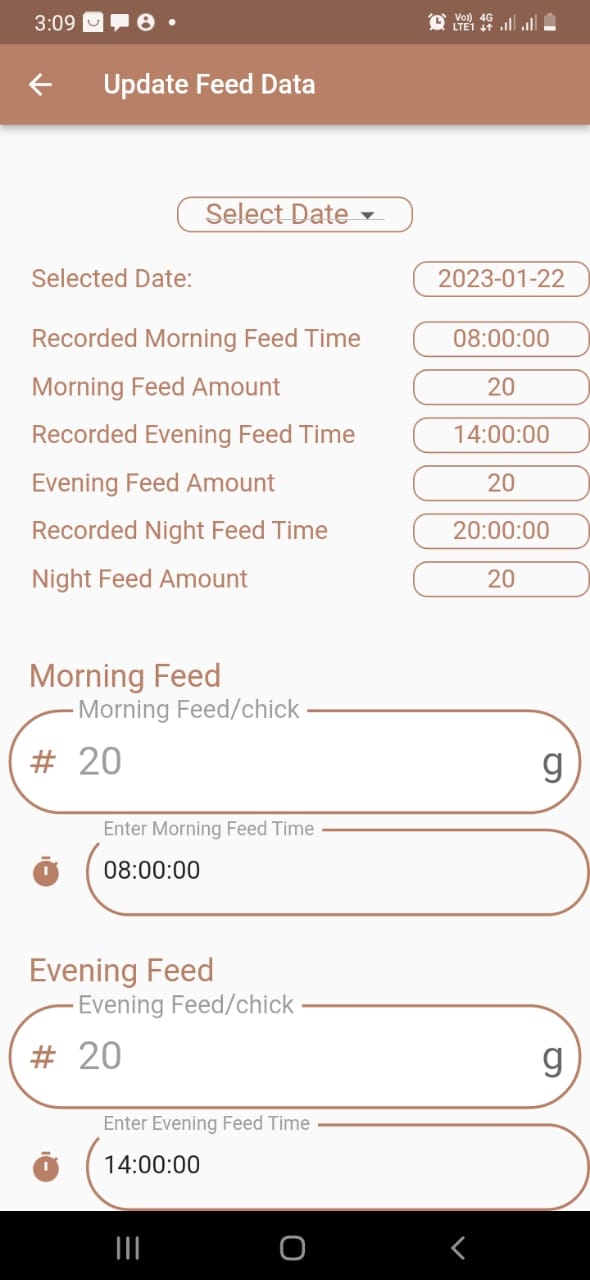 3:09 Vo)) 4G
LTE1
Update Feed Data
Select Date
Selected Date: 2023-01-22
Recorded Morning Feed Time 08:00:00
Morning Feed Amount 20
Recorded Evening Feed Time 14:00:00
Evening Feed Amount 20
Recorded Night Feed Time 20:00:00
Night Feed Amount 20
Morning Feed
Morning Feed/chick
# 20 g
Enter Morning Feed Time
08:00:00
Evening Feed
Evening Feed/chick
# 20 g
Enter Evening Feed Time
14:00:00